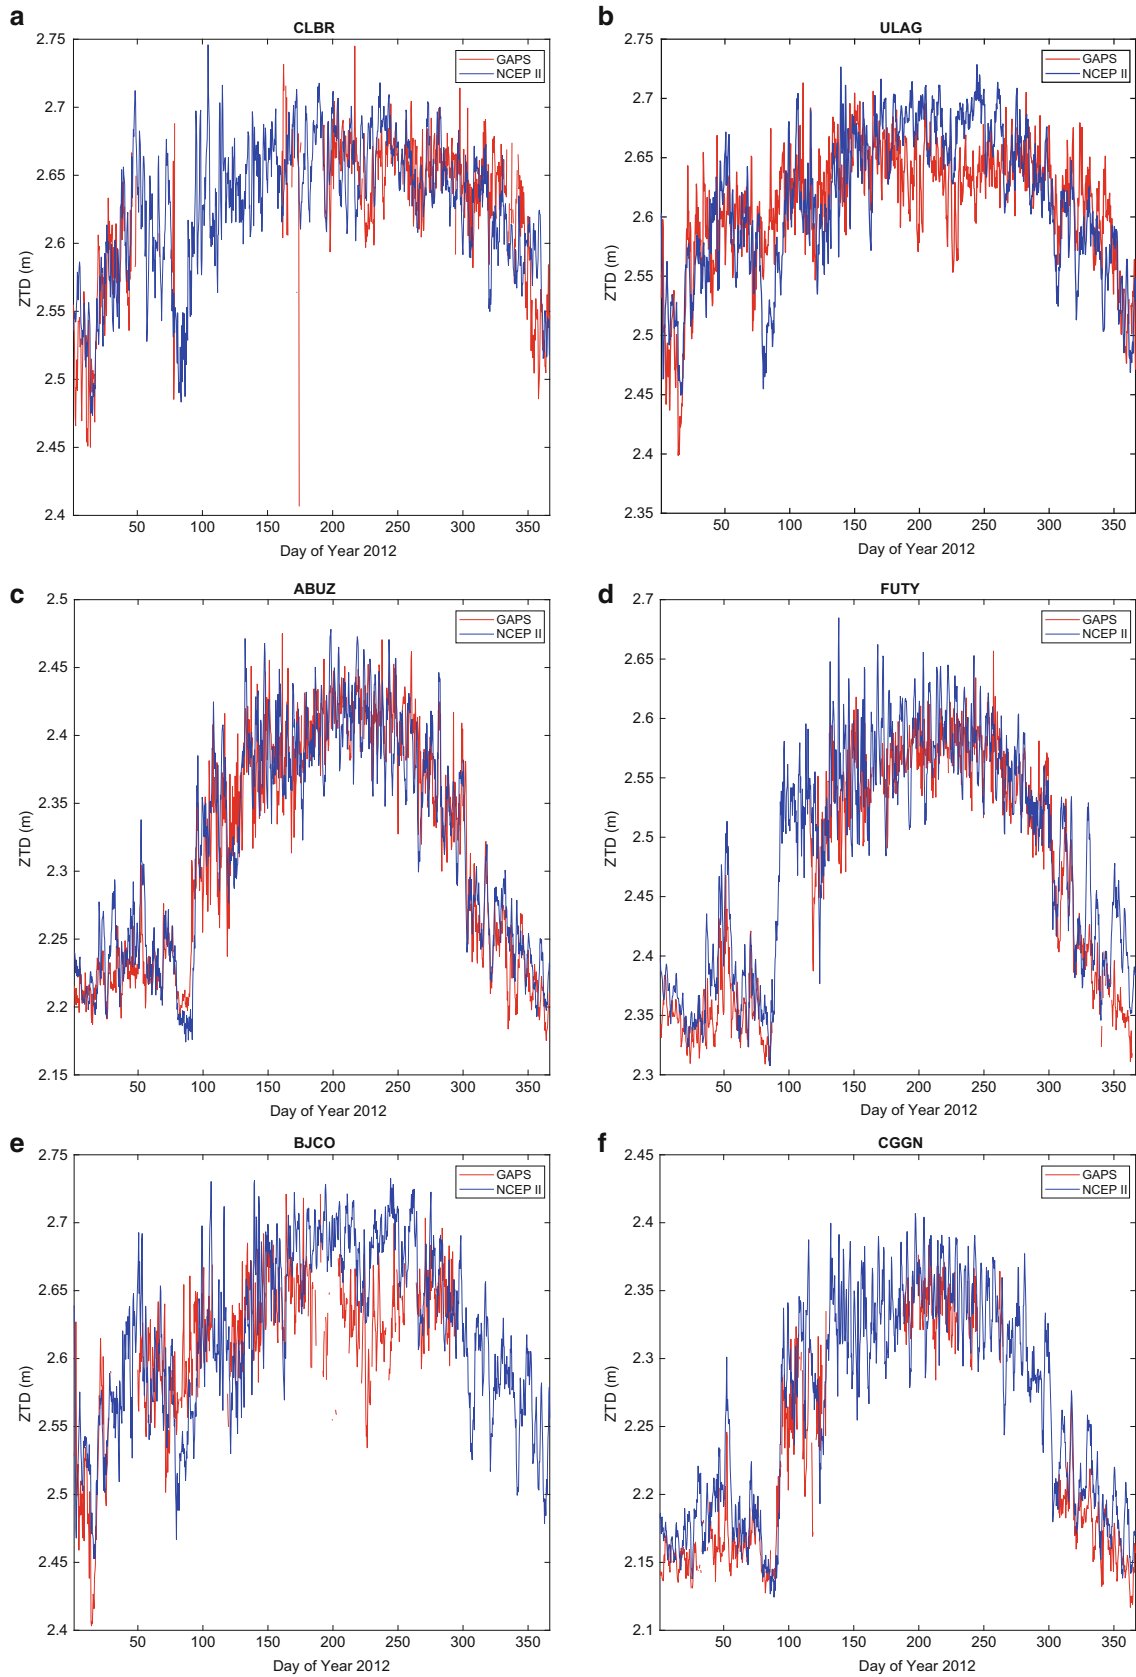 a
CLBR
2.75
2.7
2.65
2.6
2.55
2.5
2.45
2.4
ZTD (m)
50 100 150 200 250 300 350
Day of Year 2012
GAPS
NCEP II
b
ULAG
2.75
2.7
2.65
2.6
2.55
2.5
2.45
2.4
2.35
ZTD (m)
50 100 150 200 250 300 350
Day of Year 2012
GAPS
NCEP II
c
ABUZ
2.5
2.45
2.4
2.35
2.3
2.25
2.2
2.15
ZTD (m)
50 100 150 200 250 300 350
Day of Year 2012
GAPS
NCEP II
d
FUTY
2.7
2.65
2.6
2.55
2.5
2.45
2.4
2.35
2.3
ZTD (m)
50 100 150 200 250 300 350
Day of Year 2012
GAPS
NCEP II
e
BJCO
2.75
2.7
2.65
2.6
2.55
2.5
2.45
2.4
ZTD (m)
50 100 150 200 250 300 350
Day of Year 2012
GAPS
NCEP II
f
CGGN
2.45
2.4
2.35
2.3
2.25
2.2
2.15
2.1
ZTD (m)
50 100 150 200 250 300 350
Day of Year 2012
GAPS
NCEP II